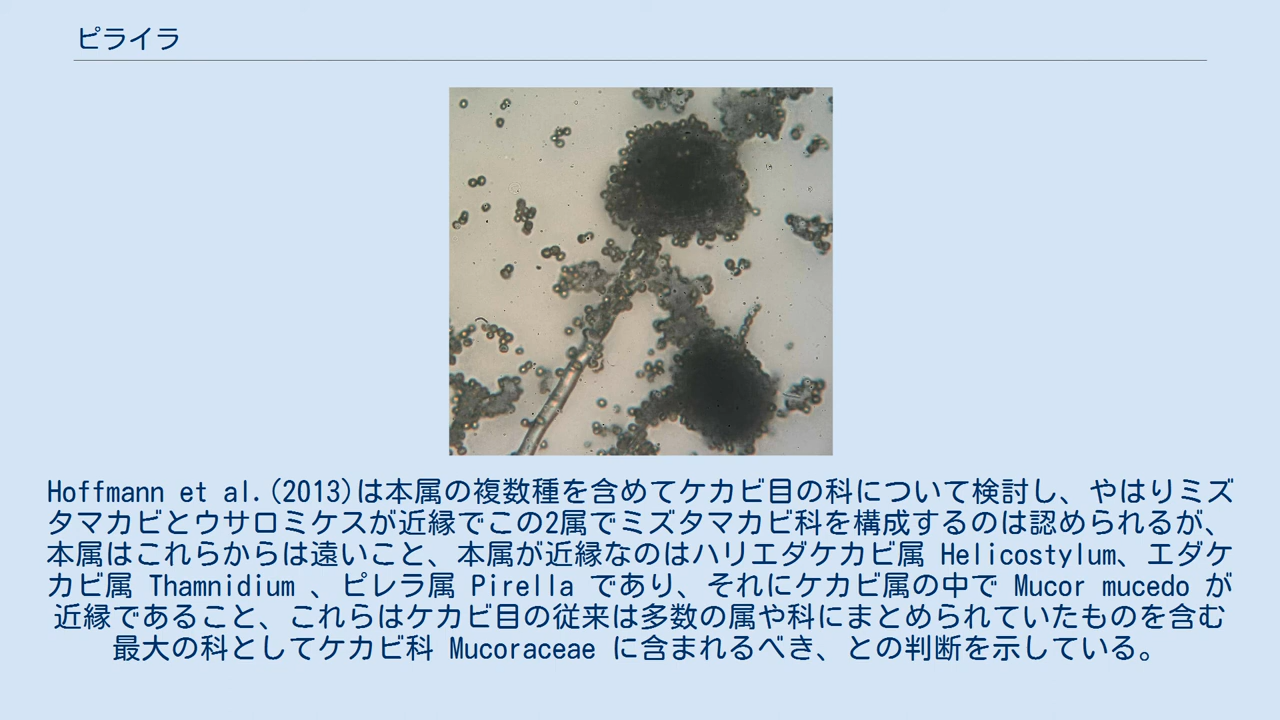 ピライラ
Hoffmann et al.(2013)は本属の複数種を含めてケカビ目の科について検討し、やはりミズ
タマカビとウサロミケスが近縁でこの2属でミズタマカビ科を構成するのは認められるが、
本属はこれらからは遠いこと、本属が近縁なのはハリエダケカビ属 Helicostylum、エダケ
カビ属 Thamnidium 、ピレラ属 Pirella であり、それにケカビ属の中で Mucor mucedo が
近縁であること、これらはケカビ目の従来は多数の属や科にまとめられていたものを含む
最大の科としてケカビ科 Mucoraceae に含まれるべき、との判断を示している。